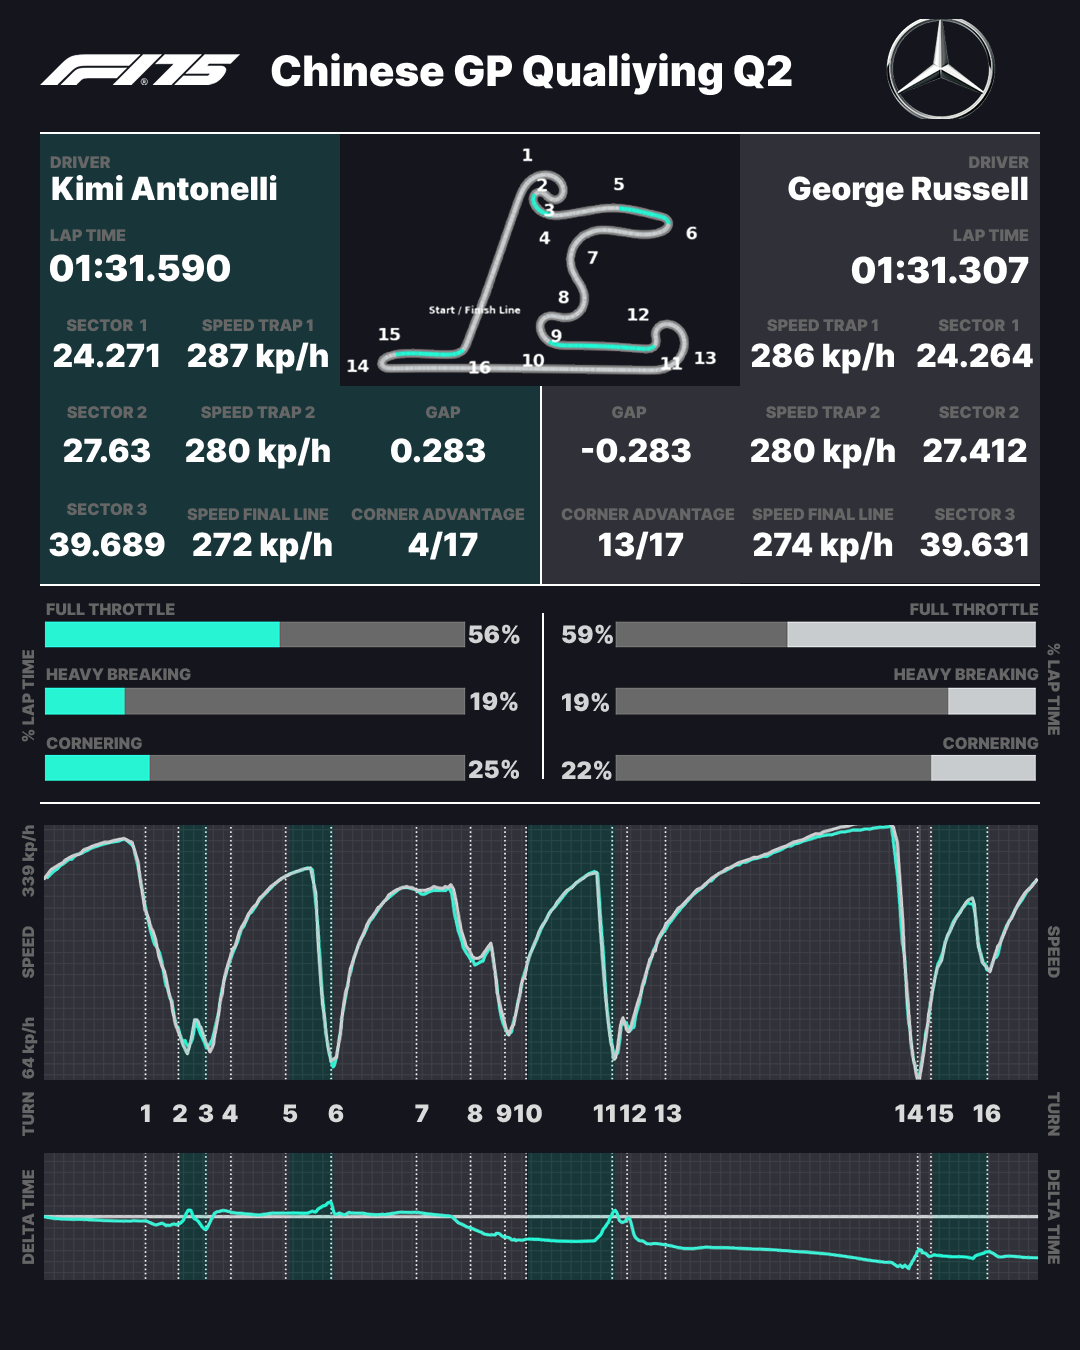 F1.75® Chinese GP Qualiying Q2
DRIVER
Kimi Antonelli
LAP TIME
01:31.590
SECTOR 1 SPEED TRAP 1
24.271 287 kp/h
SECTOR 2 SPEED TRAP 2 GAP
27.63 280 kp/h 0.283
SECTOR 3 SPEED FINAL LINE CORNER ADVANTAGE
39.689 272 kp/h 4/17
1
2
3
4
5
6
7
8
9
10
11
12
13
14
15
16
Start / Finish Line
DRIVER
George Russell
LAP TIME
01:31.307
SPEED TRAP 1 SECTOR 1
286 kp/h 24.264
GAP SPEED TRAP 2 SECTOR 2
-0.283 280 kp/h 27.412
CORNER ADVANTAGE SPEED FINAL LINE SECTOR 3
13/17 274 kp/h 39.631
% LAP TIME
FULL THROTTLE
56%
HEAVY BREAKING
19%
CORNERING
25%
FULL THROTTLE
59%
HEAVY BREAKING
19%
CORNERING
22%
% LAP TIME
339 kp/h
SPEED
64 kp/h
SPEED
TURN
1 2 3 4 5 6 7 8 9 10 11 12 13 14 15 16
TURN
DELTA TIME
DELTA TIME